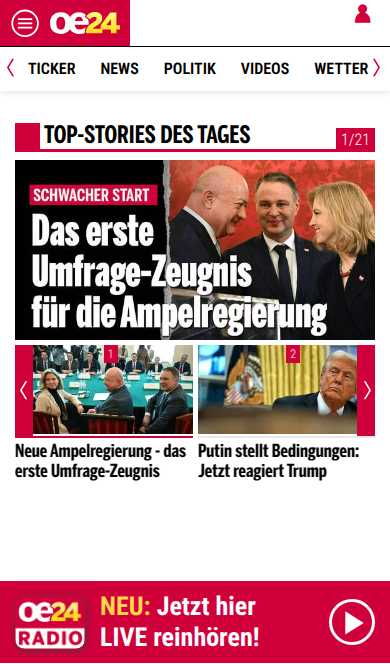 oe24
TICKER NEWS POLITIK VIDEOS WETTER
TOP-STORIES DES TAGES
1/21
SCHWACHER START
Das erste
Umfrage-Zeugnis
für die Ampelregierung
1
2
Neue Ampelregierung - das
erste Umfrage-Zeugnis
Putin stellt Bedingungen:
Jetzt reagiert Trump
oe24
RADIO
NEU: Jetzt hier
LIVE reinhören!